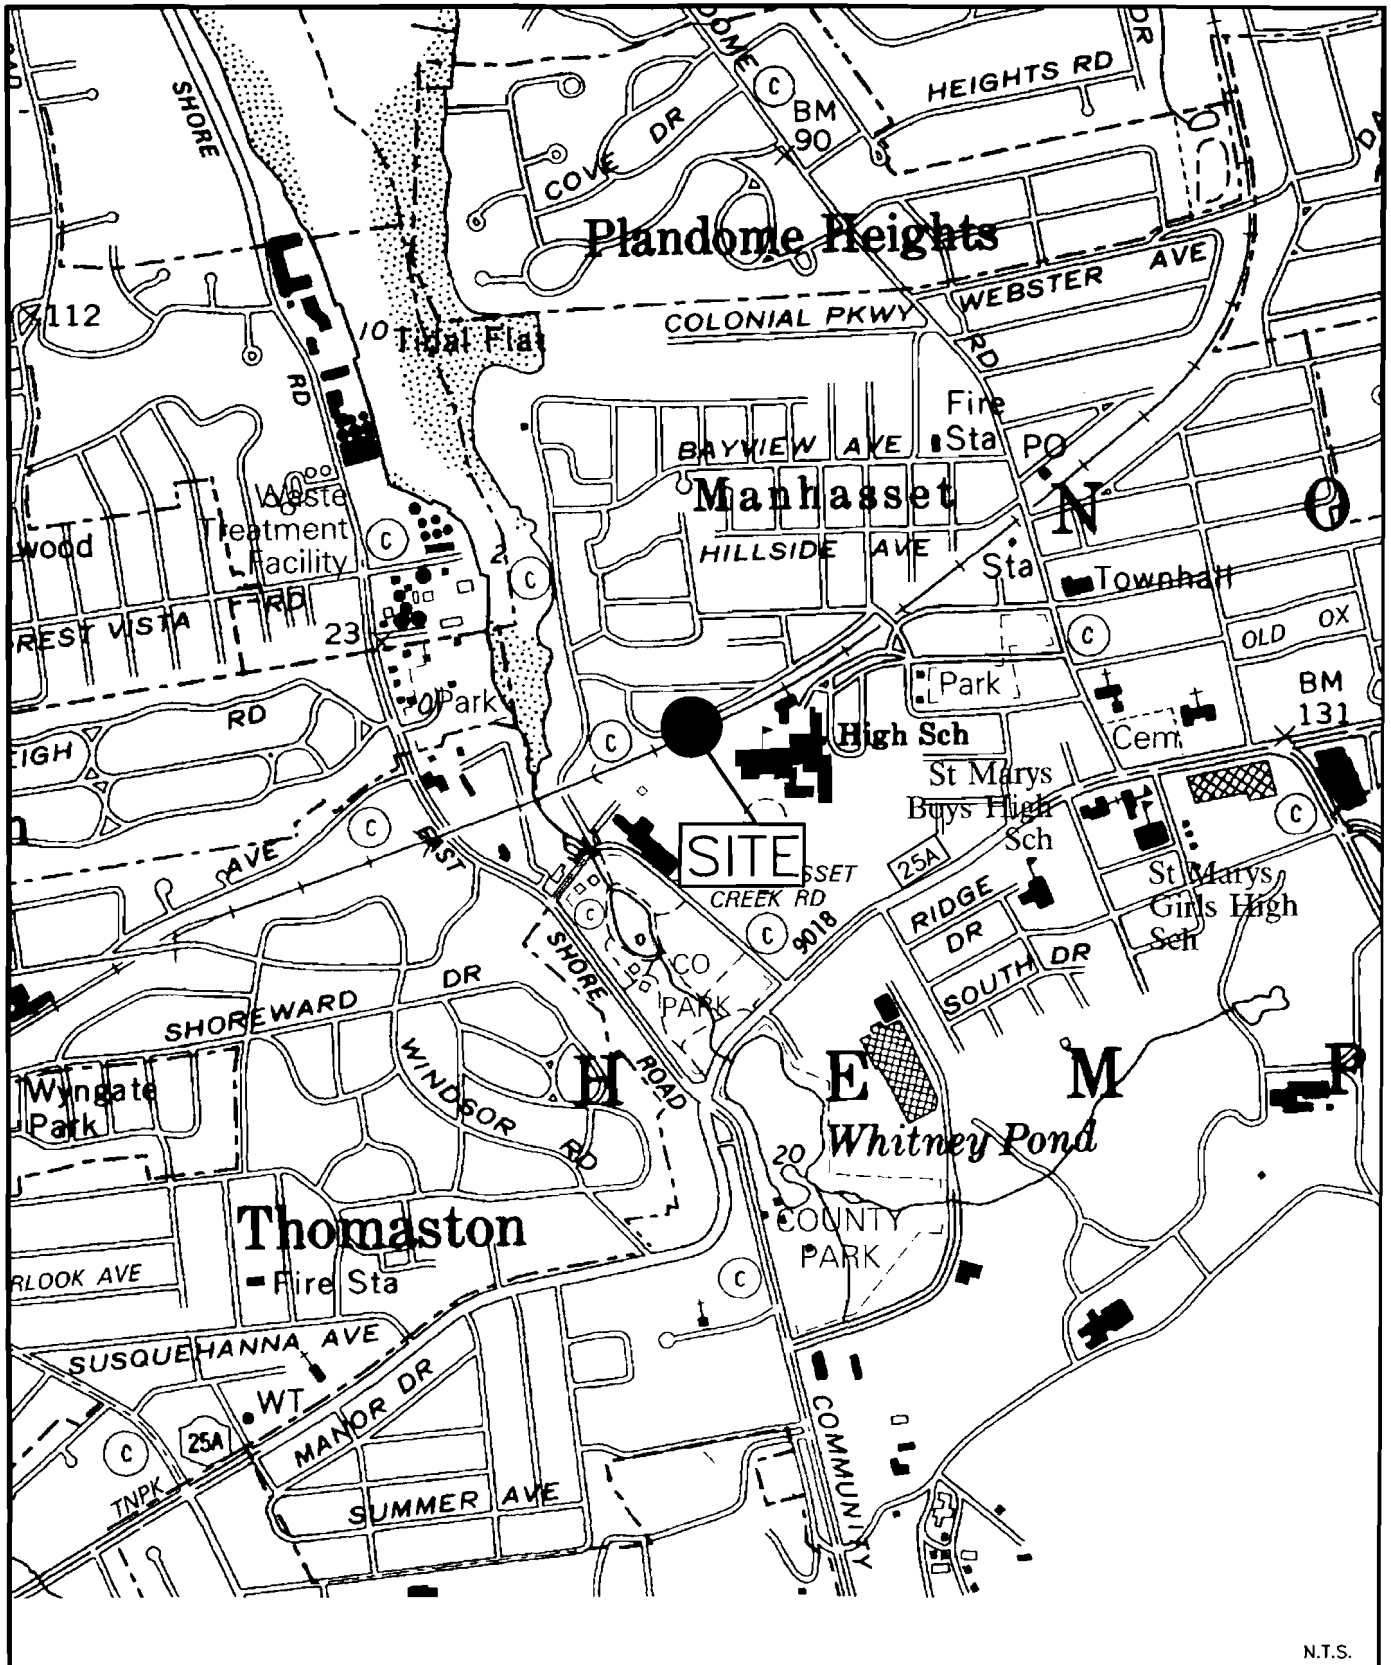 SHORE
DOME
C
BM
90
HEIGHTS RD
DR
COVE DR
Plandome Heights
WEBSTER AVE
COLONIAL PKWY
RD
112
10
Tidal Flat
RD
Fire
Sta
PO
BAYVIEW AVE
Manhasset
N
O
HILLSIDE AVE
Sta
Townhall
Waste
Treatment
Facility
C
2
C
wood
RD
REST VISTA
23
C
OLD OX
BM
131
Park
Park
RD
EIGH
C
High Sch
Cem
St Marys
Boys High
Sch
C
C
EAST
AVE
SITE
SSET
CREEK RD
25A
St Marys
Girls High
Sch
RIDGE
DR
C
C
9018
SHORE
SOUTH DR
CO
PARK
DR
SHOREWARD
WINDSOR
RD
ROAD
H
E
M
P
Wyngate
Park
Whitney Pond
20
COUNTY
PARK
Thomaston
Fire Sta
RLOOK AVE
C
SUSQUEHANNA AVE
WT
MANOR DR
25A
C
TNPK
SUMMER AVE
COMMUNITY
N.T.S.